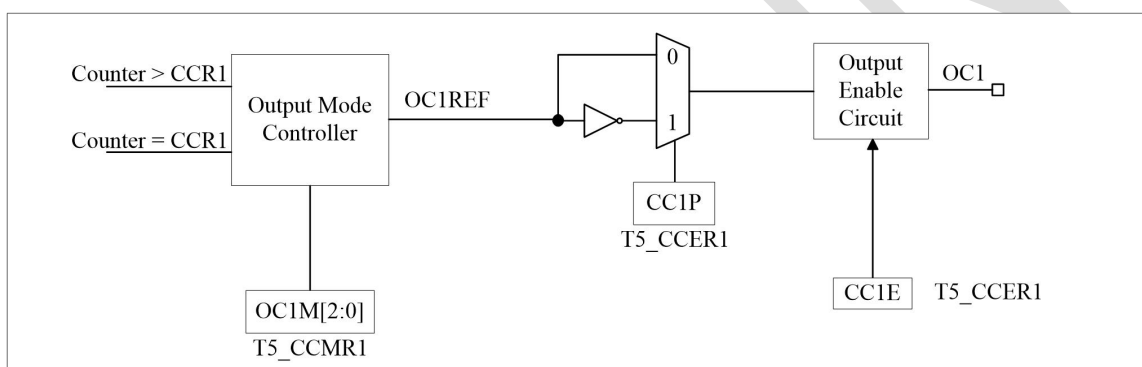 Counter > CCR1
Counter = CCR1
Output Mode
Controller
OC1REF
0
1
Output
Enable
Circuit
OC1
CC1P
T5_CCER1
OC1M[2:0]
T5_CCMR1
CC1E
T5_CCER1